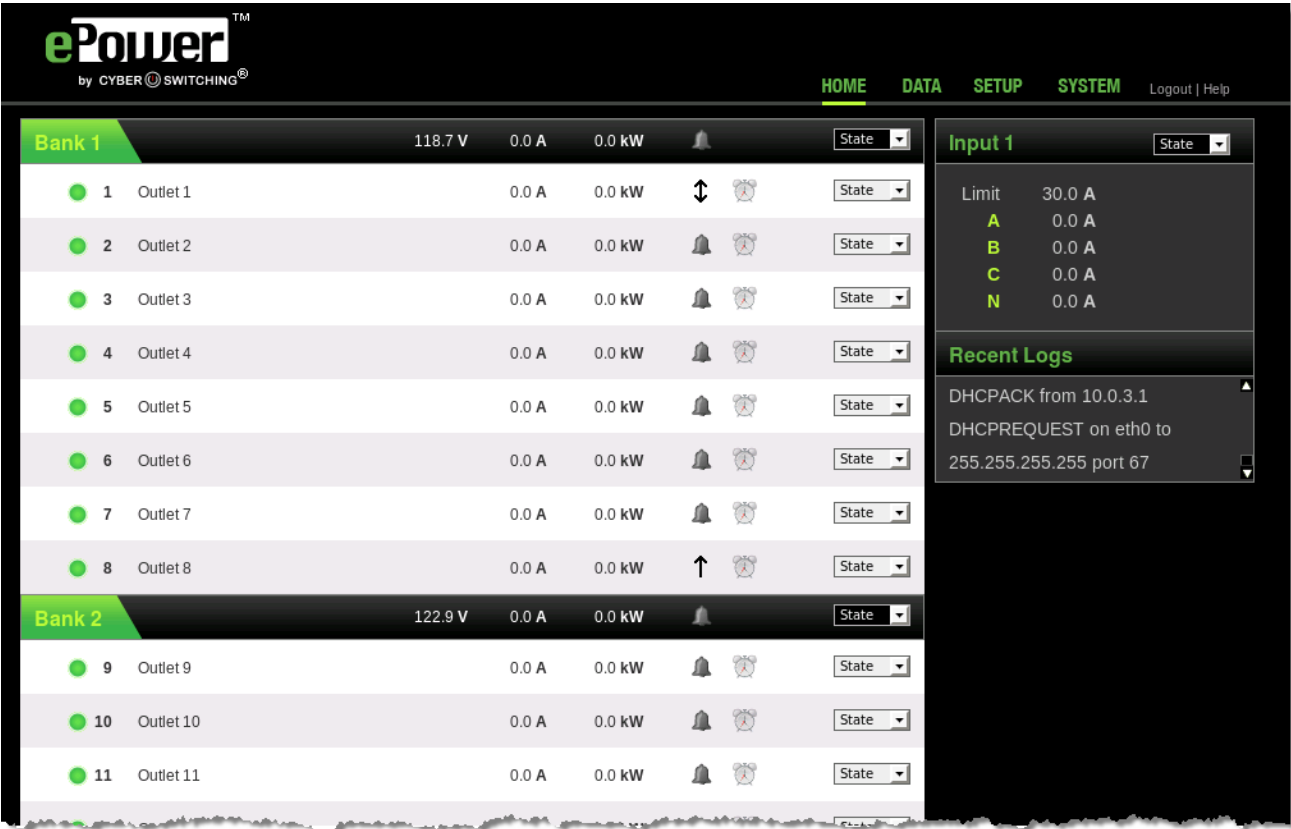 ePower™
by CYBER SWITCHING®
HOME DATA SETUP SYSTEM Logout | Help
Bank 1 118.7 V 0.0 A 0.0 kW State
1 Outlet 1 0.0 A 0.0 kW State
2 Outlet 2 0.0 A 0.0 kW State
3 Outlet 3 0.0 A 0.0 kW State
4 Outlet 4 0.0 A 0.0 kW State
5 Outlet 5 0.0 A 0.0 kW State
6 Outlet 6 0.0 A 0.0 kW State
7 Outlet 7 0.0 A 0.0 kW State
8 Outlet 8 0.0 A 0.0 kW State
Bank 2 122.9 V 0.0 A 0.0 kW State
9 Outlet 9 0.0 A 0.0 kW State
10 Outlet 10 0.0 A 0.0 kW State
11 Outlet 11 0.0 A 0.0 kW State
Input 1 State
Limit 30.0 A
A 0.0 A
B 0.0 A
C 0.0 A
N 0.0 A
Recent Logs
DHCPACK from 10.0.3.1
DHCPREQUEST on eth0 to
255.255.255.255 port 67